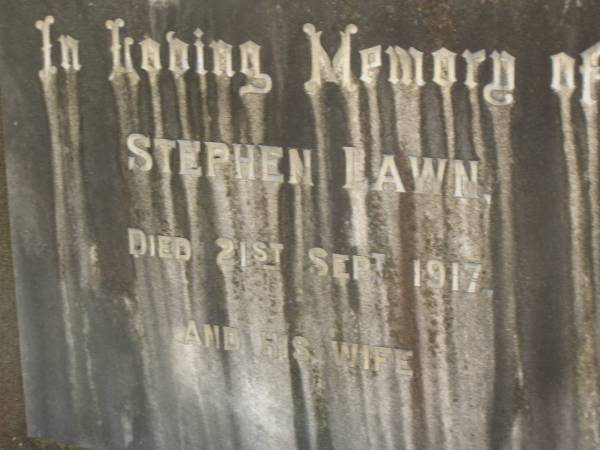 In Loving Memory of
STEPHEN LAWN,
DIED 21ST SEPT 1917.
AND HIS WIFE